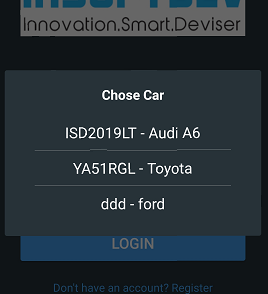 Innovation.Smart.Deviser
Chose Car
ISD2019LT - Audi A6
YA51RGL - Toyota
ddd - ford
LOGIN
Don't have an account? Register